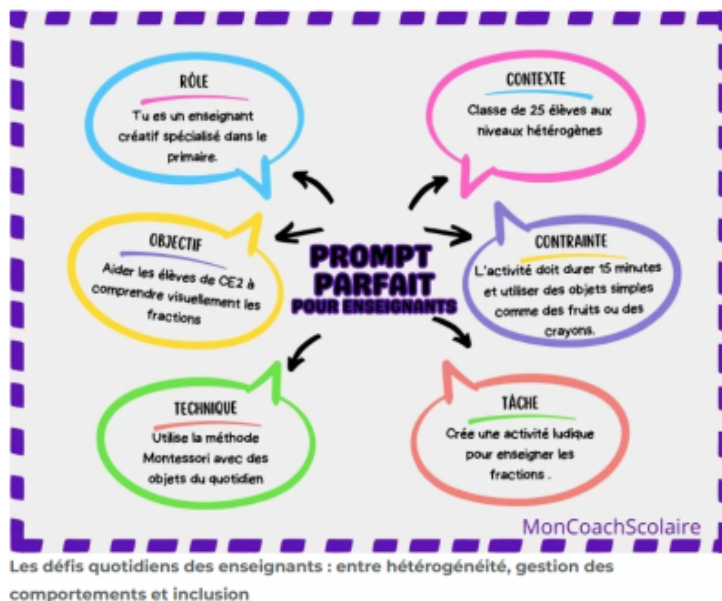 RÔLE
Tu es un enseignant
créatif spécialisé dans le
primaire.
CONTEXTE
Classe de 25 élèves aux
niveaux hétérogènes
OBJECTIF
Aider les élèves de CE2 à
comprendre visuellement les
fractions
PROMPT
PARFAIT
POUR ENSEIGNANTS
CONTRAINTE
L'activité doit durer 15 minutes
et utiliser des objets simples
comme des fruits ou des
crayons.
TECHNIQUE
Utilise la méthode
Montessori avec des
objets du quotidien
TÂCHE
Crée une activité ludique
pour enseigner les
fractions .
MonCoachScolaire
Les défis quotidiens des enseignants : entre hétérogénéité, gestion des
comportements et inclusion